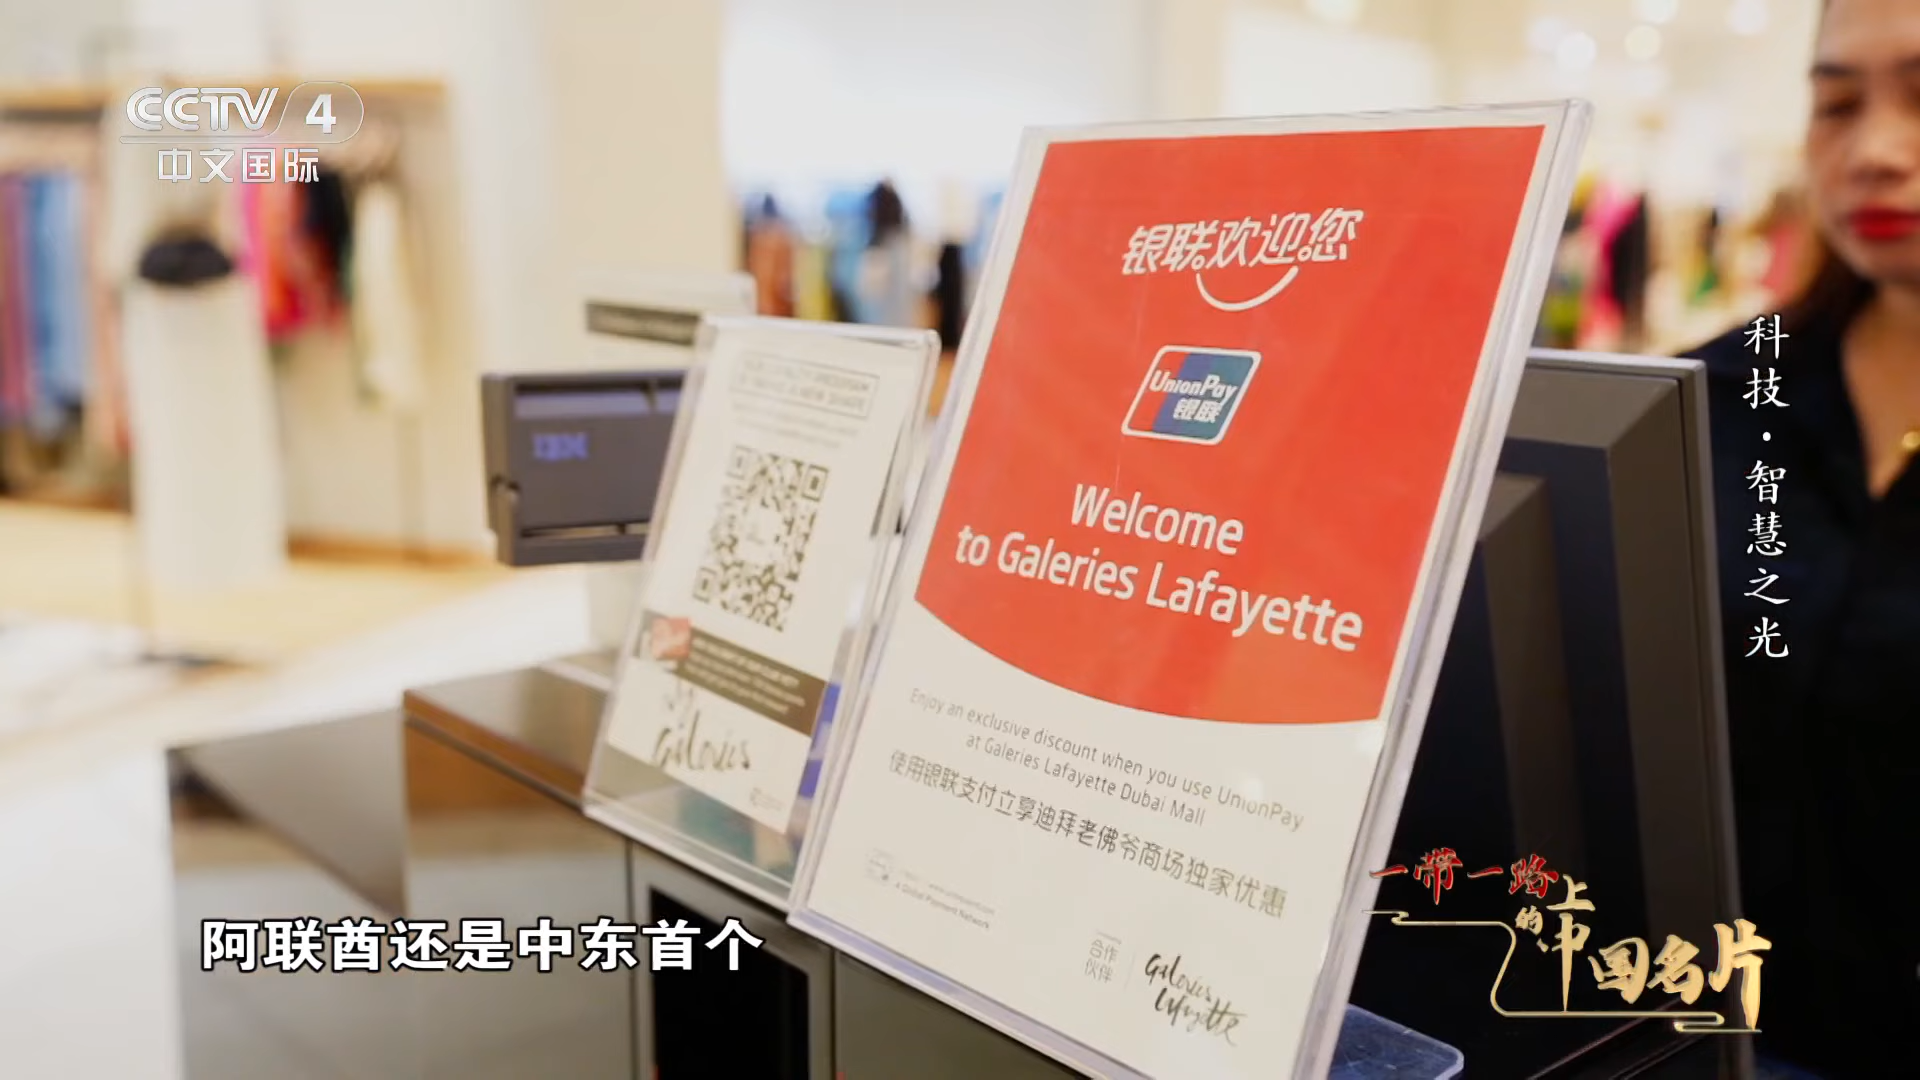 CCTV 4
中文国际
银联欢迎您
UnionPay
银联
Welcome
to Galeries Lafayette
Enjoy an exclusive discount when you use UnionPay
at Galeries Lafayette Dubai Mall
使用银联支付立享迪拜老佛爷商场独家优惠
A Global Payment Network
合作
伙伴
Galeries
Lafayette
IBM
Galeries
科技·智慧之光
阿联酋还是中东首个
一带一路
上的
中国名片